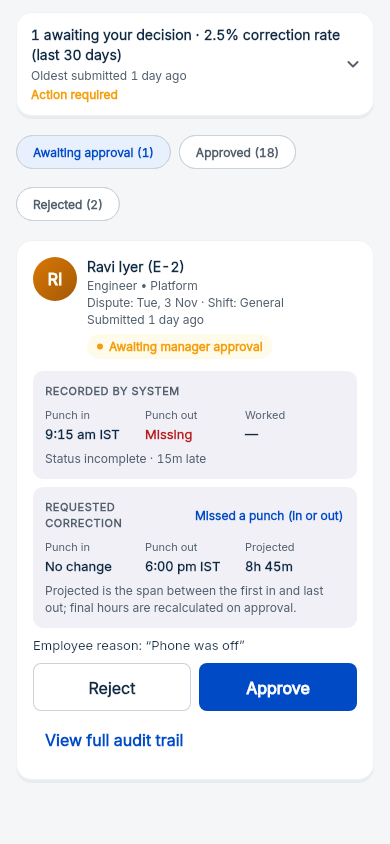 1 awaiting your decision · 2.5% correction rate
(last 30 days)
Oldest submitted 1 day ago
Action required
Awaiting approval (1)
Approved (18)
Rejected (2)
RI
Ravi Iyer (E-2)
Engineer • Platform
Dispute: Tue, 3 Nov · Shift: General
Submitted 1 day ago
Awaiting manager approval
RECORDED BY SYSTEM
Punch in Punch out Worked
9:15 am IST Missing —
Status incomplete · 15m late
REQUESTED
CORRECTION
Missed a punch (in or out)
Punch in Punch out Projected
No change 6:00 pm IST 8h 45m
Projected is the span between the first in and last
out; final hours are recalculated on approval.
Employee reason: “Phone was off”
Reject
Approve
View full audit trail